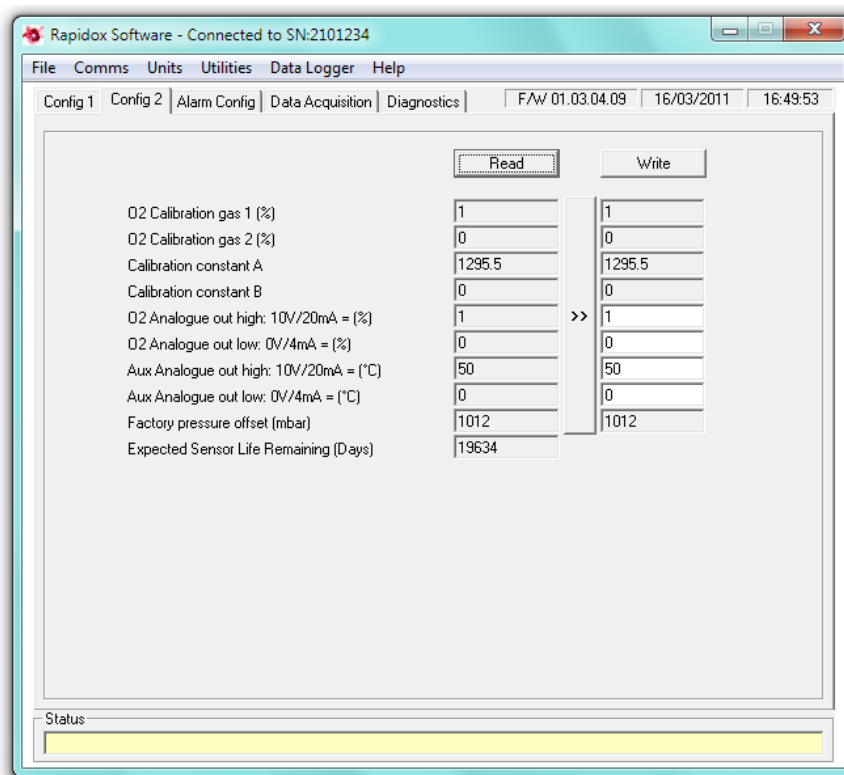 Rapidox Software - Connected to SN:2101234
File Comms Units Utilities Data Logger Help
Config 1 Config 2 Alarm Config Data Acquisition Diagnostics F/W 01.03.04.09 16/03/2011 16:49:53
Read Write
O2 Calibration gas 1 (%) 1 1
O2 Calibration gas 2 (%) 0 0
Calibration constant A 1295.5 1295.5
Calibration constant B 0 0
O2 Analogue out high: 10V/20mA = (%) 1 >> 1
O2 Analogue out low: 0V/4mA = (%) 0 0
Aux Analogue out high: 10V/20mA = (°C) 50 50
Aux Analogue out low: 0V/4mA = (°C) 0 0
Factory pressure offset (mbar) 1012 1012
Expected Sensor Life Remaining (Days) 19634
Status